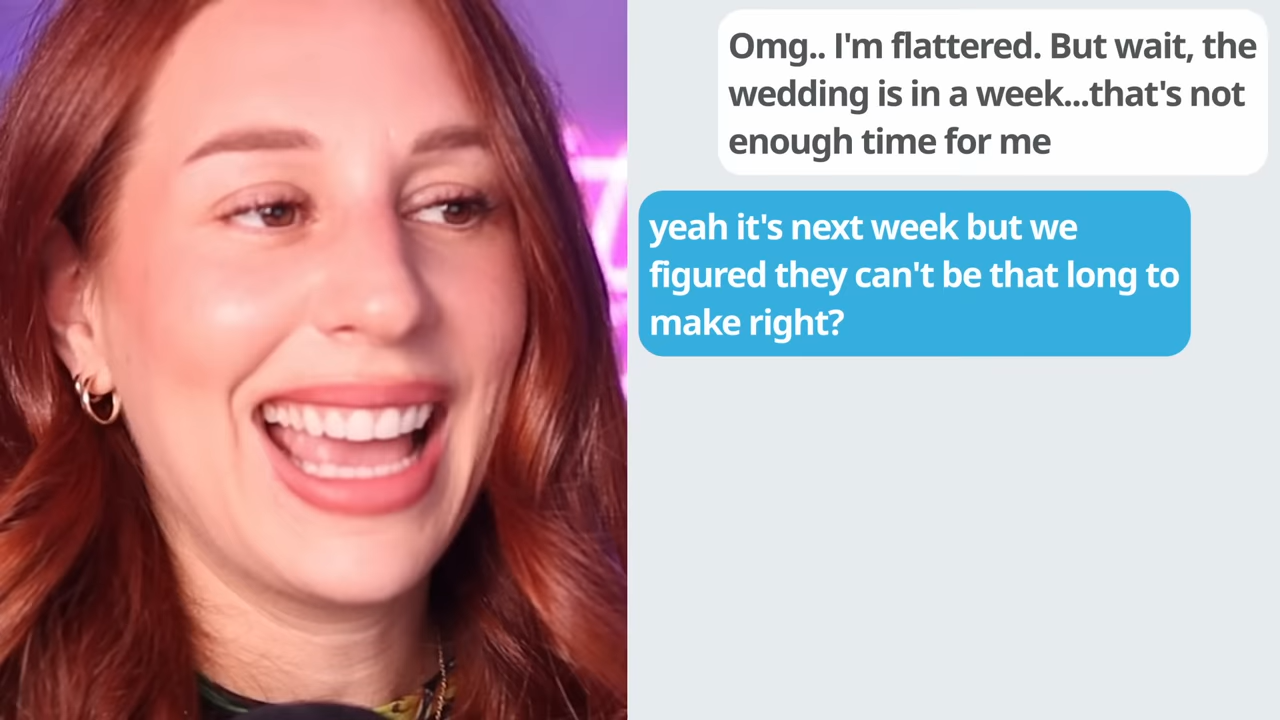 Omg.. I'm flattered. But wait, the
wedding is in a week...that's not
enough time for me
yeah it's next week but we
figured they can't be that long to
make right?